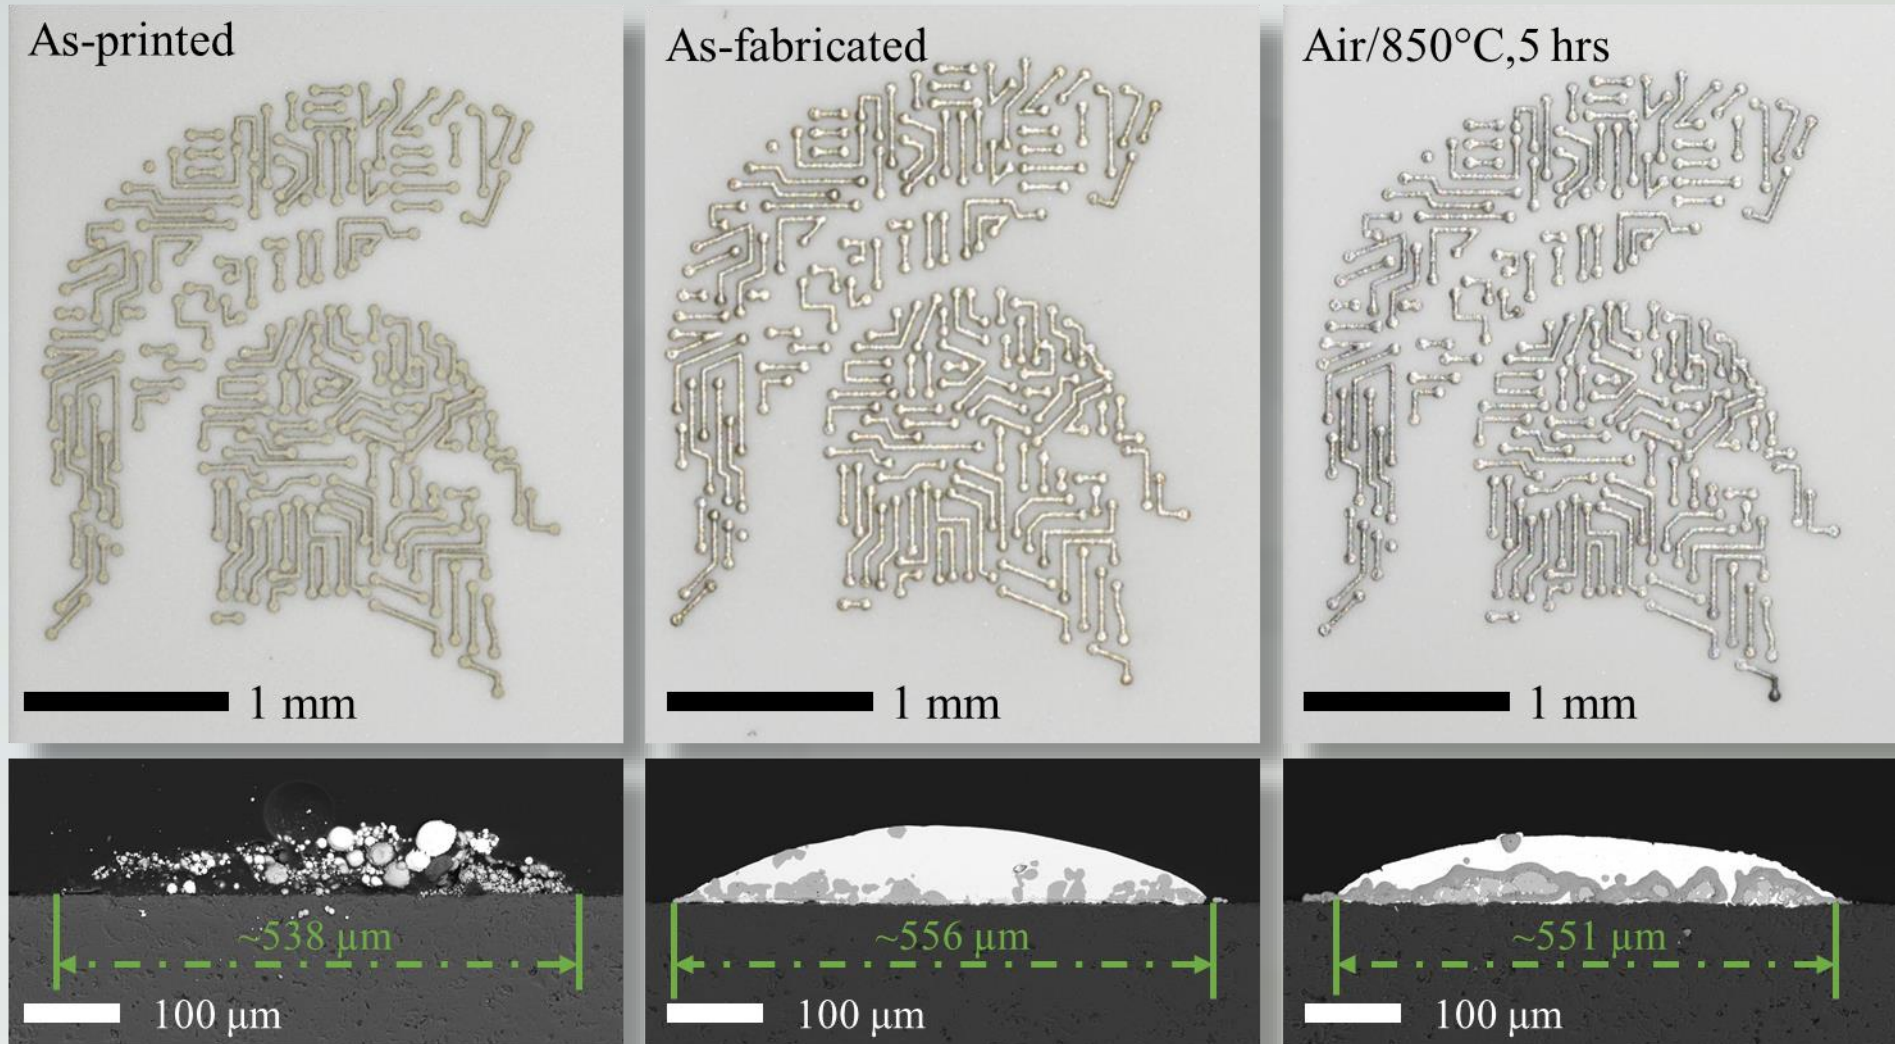 As-printed
As-fabricated
Air/850°C,5 hrs
1 mm
1 mm
1 mm
~538 µm
~556 µm
~551 µm
100 µm
100 µm
100 µm